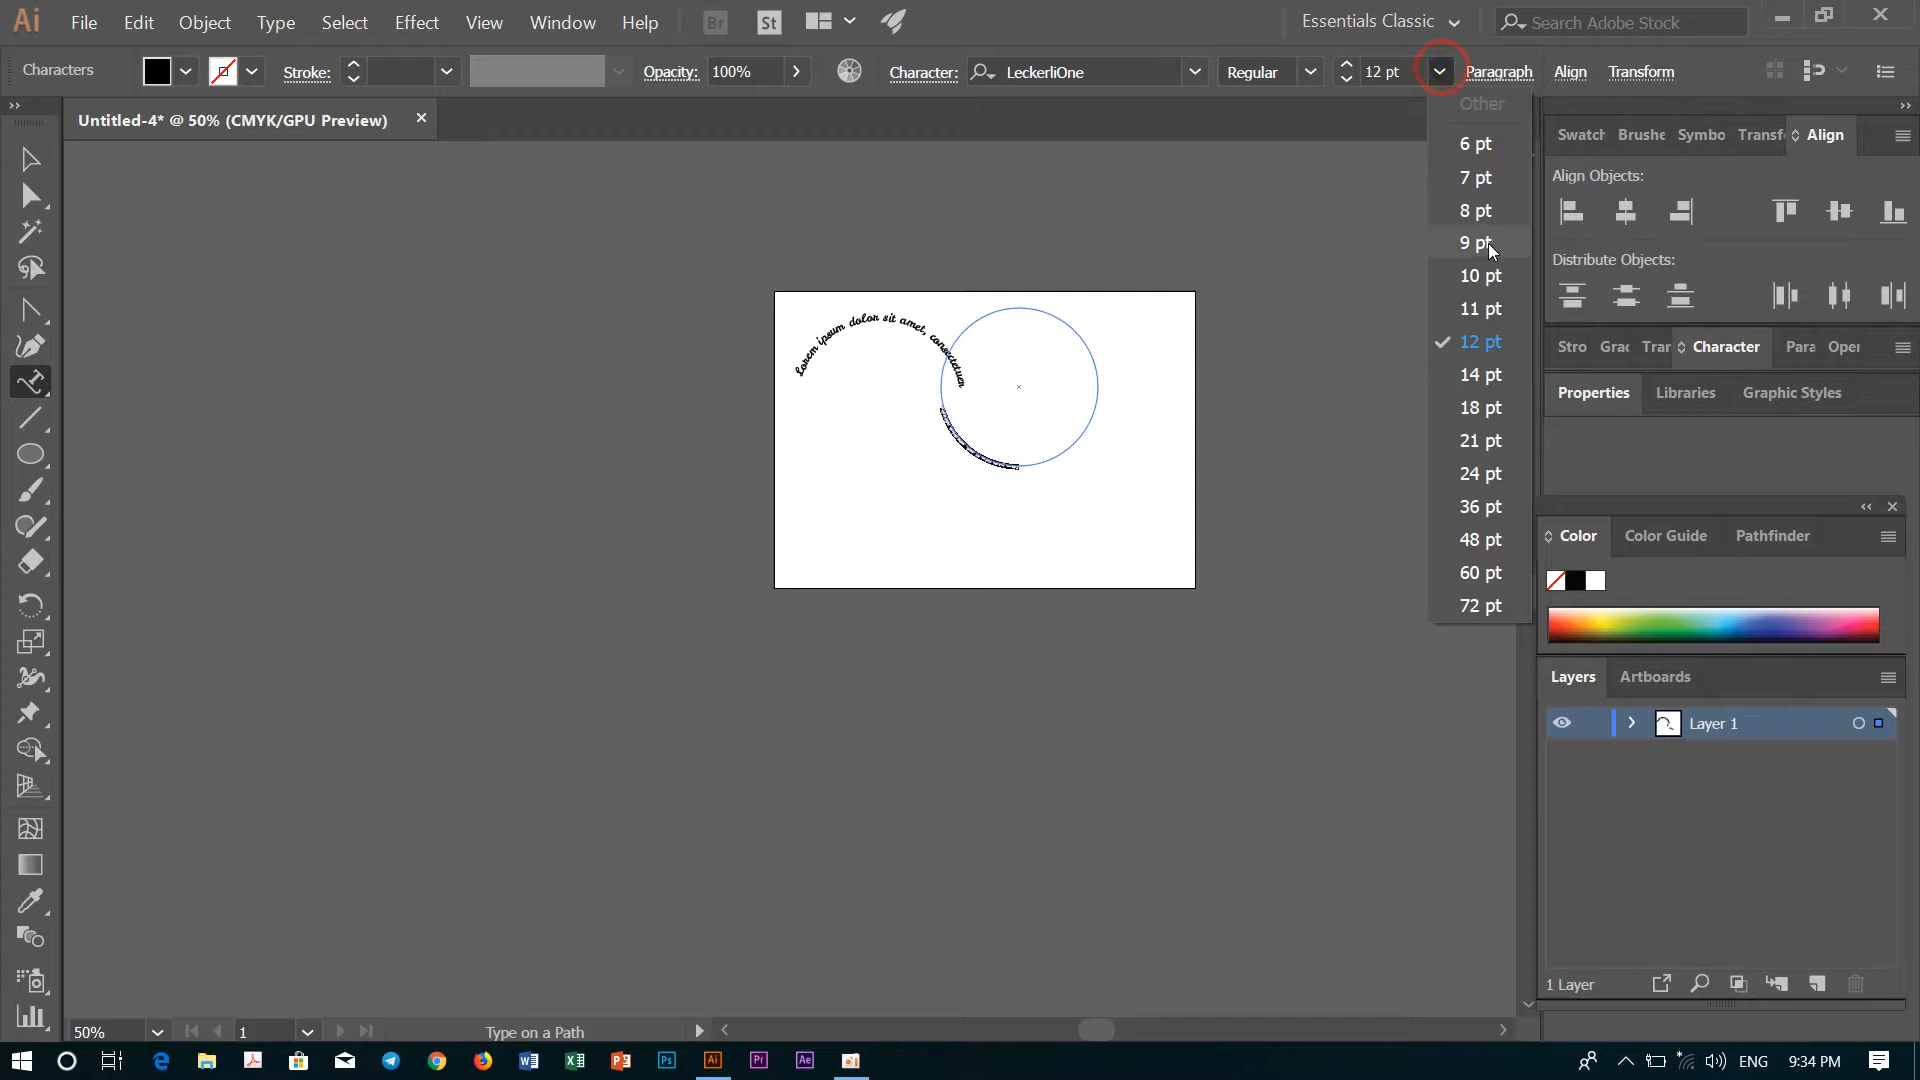 Ai File Edit Object Type Select Effect View Window Help Br St Essentials Classic Search Adobe Stock
Characters Stroke: Opacity: 100% Character: LeckerliOne Regular 12 pt Paragraph Align Transform
Untitled-4* @ 50% (CMYK/GPU Preview)
Other
6 pt
7 pt
8 pt
9 pt
10 pt
11 pt
12 pt
14 pt
18 pt
21 pt
24 pt
36 pt
48 pt
60 pt
72 pt
Swatch Brushe Symbo Transf Align
Align Objects:
Distribute Objects:
Stro Grad Tran Character Para Oper
Properties Libraries Graphic Styles
Color Color Guide Pathfinder
Layers Artboards
Layer 1
1 Layer
Lorem ipsum dolor sit amet, consectetuer
50% 1 Type on a Path
ENG 9:34 PM